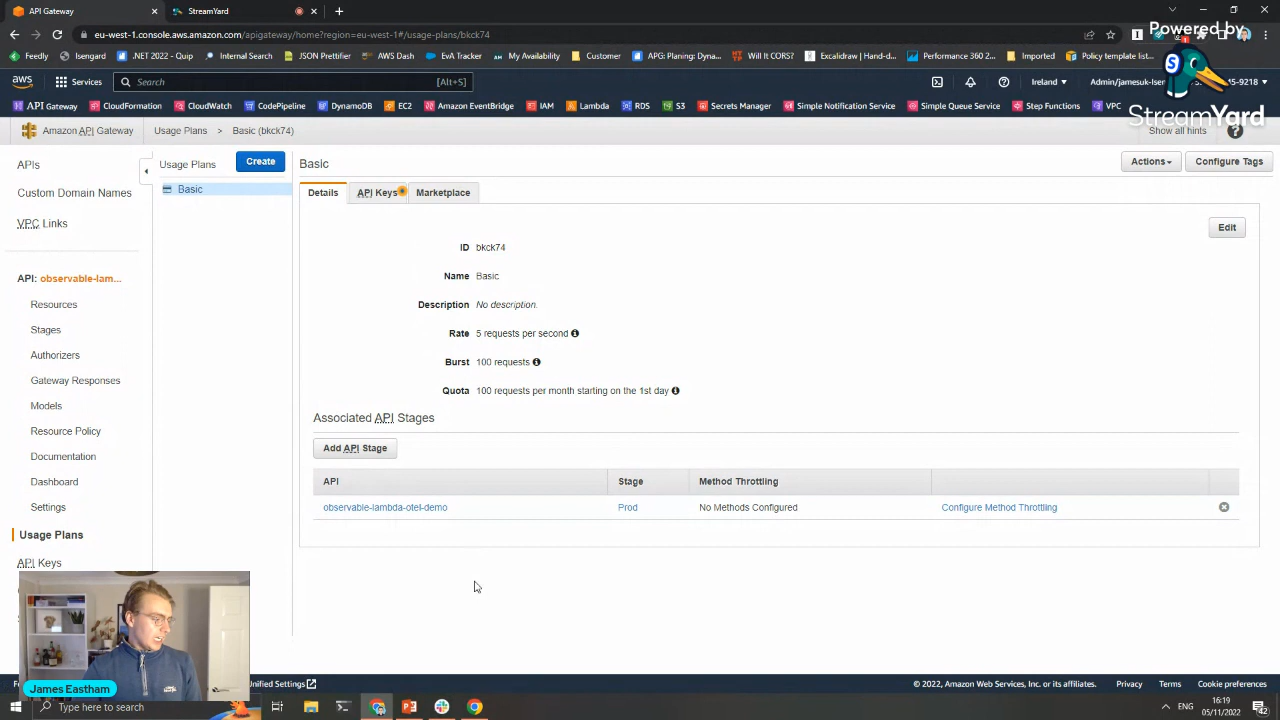 API Gateway
StreamYard
eu-west-1.console.aws.amazon.com/apigateway/home?region=eu-west-1#/usage-plans/bkck74
Powered by
StreamYard
Feedly
Isengard
.NET 2022 - Quip
JSON Prettifier
AWS Dash
EvA Trac
My Availability
Customer
APG: Planing: Dyna...
Will It CORS?
Excalidraw | Hand-d...
Performance 360 2...
Imported
Policy template list...
aws
Services
Search
[Alt+S]
Ireland
API Gateway
CloudFormation
CloudWatch
CodePipeline
DynamoDB
EC2
Amazon EventBridge
IAM
Lambda
RDS
S3
Secrets Manager
Simple Notification Service
Simple Queue Service
Step Functions
VPC
Amazon API Gateway
Usage Plans > Basic (bkck74)
Show all hints
?
APIs
Custom Domain Names
VPC Links
API: observable-lam...
Resources
Stages
Authorizers
Gateway Responses
Models
Resource Policy
Documentation
Dashboard
Settings
Usage Plans
API Keys
Usage Plans
Create
Basic
Basic
Actions
Configure Tags
Details
API Keys
Marketplace
Edit
ID bkck74
Name Basic
Description No description.
Rate 5 requests per second
Burst 100 requests
Quota 100 requests per month starting on the 1st day
Associated API Stages
Add API Stage
API Stage Method Throttling
observable-lambda-otel-demo Prod No Methods Configured Configure Method Throttling
James Eastham
Unified Settings
© 2022, Amazon Web Services, Inc. or its affiliates.
Privacy
Terms
Cookie preferences
Type here to search
ENG
16:19
05/11/2022
42